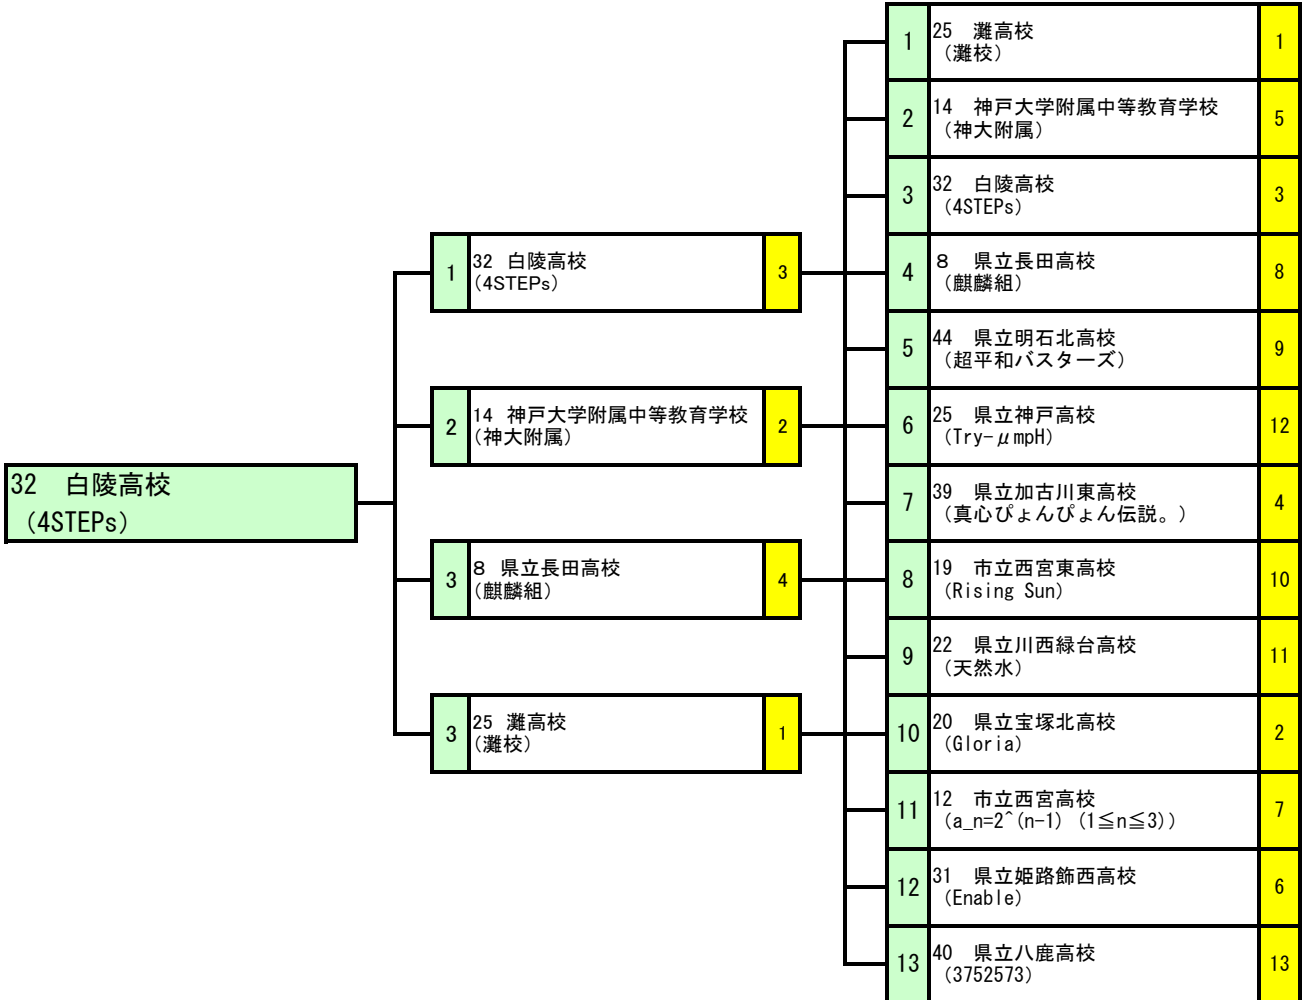 32　白陵高校
（4STEPs）
1
32 白陵高校
（4STEPs）
3
2
14 神戸大学附属中等教育学校
（神大附属）
2
3
8 県立長田高校
（麒麟組）
4
3
25 灘高校
（灘校）
1
1
25　灘高校
（灘校）
1
2
14　神戸大学附属中等教育学校
（神大附属）
5
3
32　白陵高校
（4STEPs）
3
4
８　県立長田高校
（麒麟組）
8
5
44　県立明石北高校
（超平和バスターズ）
9
6
25　県立神戸高校
（Try-μmpH）
12
7
39　県立加古川東高校
（真心ぴょんぴょん伝説。）
4
8
19　市立西宮東高校
（Rising Sun）
10
9
22　県立川西緑台高校
（天然水）
11
10
20　県立宝塚北高校
（Gloria）
2
11
12　市立西宮高校
（a_n=2^(n-1) (1≦n≦3)）
7
12
31　県立姫路飾西高校
（Enable）
6
13
40　県立八鹿高校
（3752573）
13